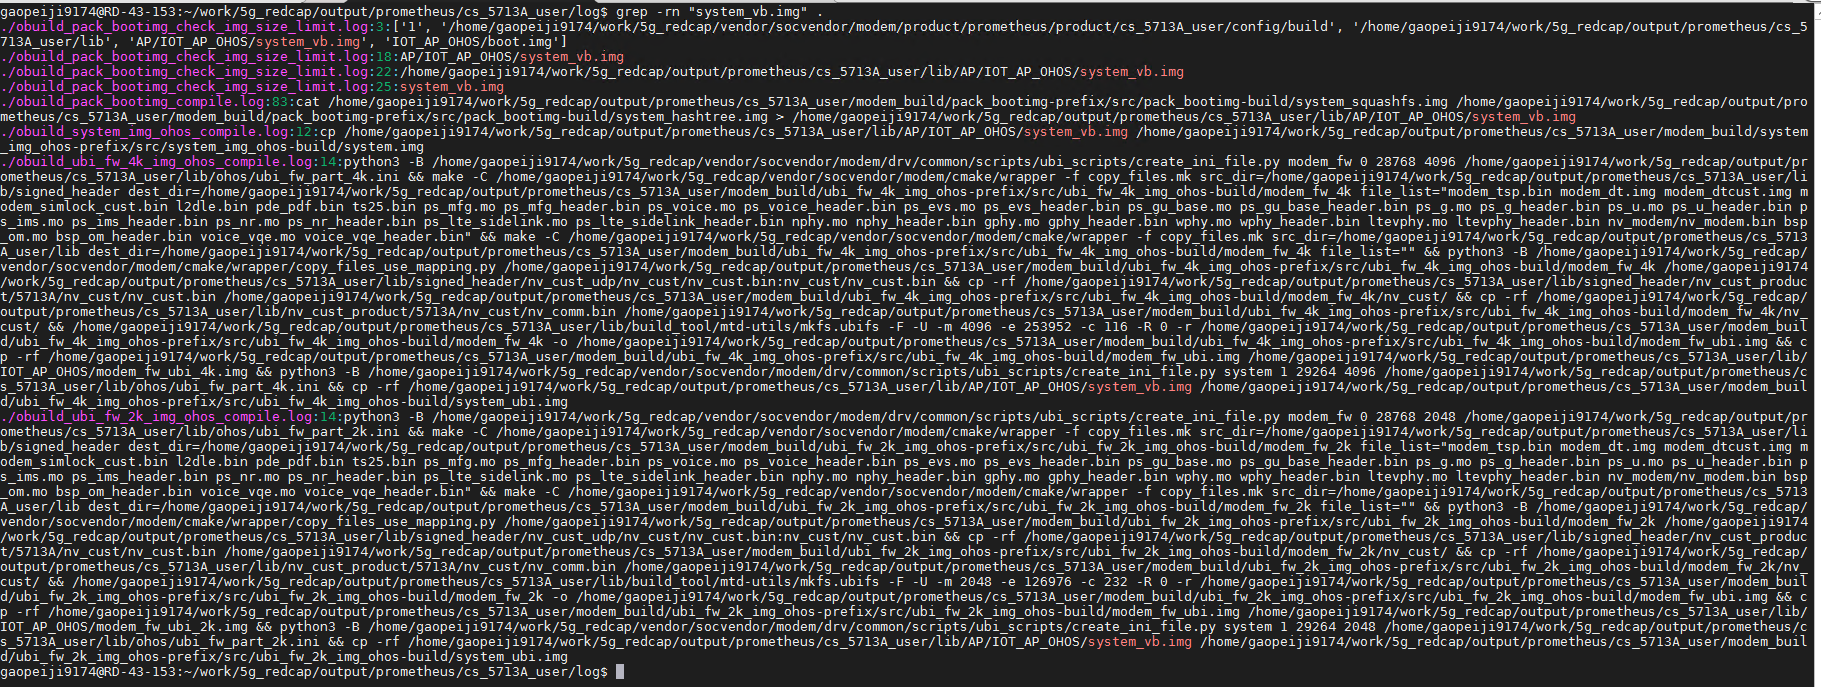 gaopeiji9174@RD-43-153:~/work/5g_redcap/output/prometheus/cs_5713A_user/log$ grep -rn "system_vb.img" .
./obuild_pack_bootimg_check_img_size_limit.log:3:['1', '/home/gaopeiji9174/work/5g_redcap/vendor/socvendor/modem/product/product/cs_5713A_user/config/build', '/home/gaopeiji9174/work/5g_redcap/output/prometheus/cs_5
713A_user/lib', 'AP/IOT_AP_OHOS/system_vb.img', 'IOT_AP_OHOS/boot.img']
./obuild_pack_bootimg_check_img_size_limit.log:18:AP/IOT_AP_OHOS/system_vb.img
./obuild_pack_bootimg_check_img_size_limit.log:22:/home/gaopeiji9174/work/5g_redcap/output/prometheus/cs_5713A_user/lib/AP/IOT_AP_OHOS/system_vb.img
./obuild_pack_bootimg_check_img_size_limit.log:25:system_vb.img
./obuild_pack_bootimg_compile.log:83:cat /home/gaopeiji9174/work/5g_redcap/output/prometheus/cs_5713A_user/modem_build/pack_bootimg-prefix/src/pack_bootimg-build/system_squashfs.img /home/gaopeiji9174/work/5g_redcap/output/pro
metheus/cs_5713A_user/modem_build/pack_bootimg-prefix/src/pack_bootimg-build/system_hashtree.img > /home/gaopeiji9174/work/5g_redcap/output/prometheus/cs_5713A_user/lib/AP/IOT_AP_OHOS/system_vb.img
./obuild_system_img_ohos_compile.log:12:cp /home/gaopeiji9174/work/5g_redcap/output/prometheus/cs_5713A_user/lib/AP/IOT_AP_OHOS/system_vb.img /home/gaopeiji9174/work/5g_redcap/output/prometheus/cs_5713A_user/modem_build/system
_img_ohos-prefix/src/system_img_ohos-build/system.img
./obuild_ubi_fw_4k_img_ohos_compile.log:14:python3 -B /home/gaopeiji9174/work/5g_redcap/vendor/socvendor/modem/drv/common/scripts/ubi_scripts/create_ini_file.py modem_fw 0 28768 4096 /home/gaopeiji9174/work/5g_redcap/output/pr
ometheus/cs_5713A_user/lib/ohos/ubi_fw_part_4k.ini && make -C /home/gaopeiji9174/work/5g_redcap/vendor/socvendor/modem/cmake/wrapper -f copy_files.mk src_dir=/home/gaopeiji9174/work/5g_redcap/output/prometheus/cs_5713A_user/li
b/signed_header dest_dir=/home/gaopeiji9174/work/5g_redcap/output/prometheus/cs_5713A_user/modem_build/ubi_fw_4k_img_ohos-prefix/src/ubi_fw_4k_img_ohos-build/modem_fw_4k file_list="modem_tsp.bin modem_dt.img modem_dtcust.img m
odem_simlock_cust.bin l2dle.bin pde_pdf.bin ts25.bin ps_mfg.mo ps_mfg_header.bin ps_voice.mo ps_voice_header.bin ps_evs.mo ps_evs_header.bin ps_gu_base.mo ps_gu_base_header.bin ps_g.mo ps_g_header.bin ps_u.mo ps_u_header.bin p
s_ims.mo ps_ims_header.bin ps_nr.mo ps_nr_header.bin ps_lte_sidelink.mo ps_lte_sidelink_header.bin nphy.mo nphy_header.bin gphy.mo gphy_header.bin wphy.mo wphy_header.bin ltevphy.mo ltevphy_header.bin nv_modem/nv_modem.bin bsp
_om.mo bsp_om_header.bin voice_vqe.mo voice_vqe_header.bin" && make -C /home/gaopeiji9174/work/5g_redcap/vendor/socvendor/modem/cmake/wrapper -f copy_files.mk src_dir=/home/gaopeiji9174/work/5g_redcap/output/prometheus/cs_5713
A_user/lib dest_dir=/home/gaopeiji9174/work/5g_redcap/output/prometheus/cs_5713A_user/modem_build/ubi_fw_4k_img_ohos-prefix/src/ubi_fw_4k_img_ohos-build/modem_fw_4k file_list="" && python3 -B /home/gaopeiji9174/work/5g_redcap/
vendor/socvendor/modem/cmake/wrapper/copy_files_use_mapping.py /home/gaopeiji9174/work/5g_redcap/output/prometheus/cs_5713A_user/modem_build/ubi_fw_4k_img_ohos-prefix/src/ubi_fw_4k_img_ohos-build/modem_fw_4k /home/gaopeiji9174
/work/5g_redcap/output/prometheus/cs_5713A_user/lib/signed_header/nv_cust_udp/nv_cust/nv_cust.bin:nv_cust/nv_cust.bin && cp -rf /home/gaopeiji9174/work/5g_redcap/output/prometheus/cs_5713A_user/lib/signed_header/nv_cust_produc
t/5713A/nv_cust/nv_cust.bin /home/gaopeiji9174/work/5g_redcap/output/prometheus/cs_5713A_user/modem_build/ubi_fw_4k_img_ohos-prefix/src/ubi_fw_4k_img_ohos-build/modem_fw_4k/nv_cust/ && cp -rf /home/gaopeiji9174/work/5g_redcap/
output/prometheus/cs_5713A_user/lib/nv_cust_product/5713A/nv_cust/nv_comm.bin /home/gaopeiji9174/work/5g_redcap/output/prometheus/cs_5713A_user/modem_build/ubi_fw_4k_img_ohos-prefix/src/ubi_fw_4k_img_ohos-build/modem_fw_4k/nv_
cust/ && /home/gaopeiji9174/work/5g_redcap/output/prometheus/cs_5713A_user/lib/build_tool/mtd-utils/mkfs.ubifs -F -U -m 4096 -e 253952 -c 116 -R 0 -r /home/gaopeiji9174/work/5g_redcap/output/prometheus/cs_5713A_user/modem_buil
d/ubi_fw_4k_img_ohos-prefix/src/ubi_fw_4k_img_ohos-build/modem_fw_4k -o /home/gaopeiji9174/work/5g_redcap/output/prometheus/cs_5713A_user/modem_build/ubi_fw_4k_img_ohos-prefix/src/ubi_fw_4k_img_ohos-build/modem_fw_ubi.img && c
p -rf /home/gaopeiji9174/work/5g_redcap/output/prometheus/cs_5713A_user/modem_build/ubi_fw_4k_img_ohos-prefix/src/ubi_fw_4k_img_ohos-build/modem_fw_ubi.img /home/gaopeiji9174/work/5g_redcap/output/prometheus/cs_5713A_user/lib/
IOT_AP_OHOS/modem_fw_ubi_4k.img && python3 -B /home/gaopeiji9174/work/5g_redcap/vendor/socvendor/modem/drv/common/scripts/ubi_scripts/create_ini_file.py system 1 29264 4096 /home/gaopeiji9174/work/5g_redcap/output/prometheus/c
s_5713A_user/lib/ohos/ubi_fw_part_4k.ini && cp -rf /home/gaopeiji9174/work/5g_redcap/output/prometheus/cs_5713A_user/lib/AP/IOT_AP_OHOS/system_vb.img /home/gaopeiji9174/work/5g_redcap/output/prometheus/cs_5713A_user/modem_buil
d/ubi_fw_4k_img_ohos-prefix/src/ubi_fw_4k_img_ohos-build/system_ubi.img
./obuild_ubi_fw_2k_img_ohos_compile.log:14:python3 -B /home/gaopeiji9174/work/5g_redcap/vendor/socvendor/modem/drv/common/scripts/ubi_scripts/create_ini_file.py modem_fw 0 28768 2048 /home/gaopeiji9174/work/5g_redcap/output/pr
ometheus/cs_5713A_user/lib/ohos/ubi_fw_part_2k.ini && make -C /home/gaopeiji9174/work/5g_redcap/vendor/socvendor/modem/cmake/wrapper -f copy_files.mk src_dir=/home/gaopeiji9174/work/5g_redcap/output/prometheus/cs_5713A_user/li
b/signed_header dest_dir=/home/gaopeiji9174/work/5g_redcap/output/prometheus/cs_5713A_user/modem_build/ubi_fw_2k_img_ohos-prefix/src/ubi_fw_2k_img_ohos-build/modem_fw_2k file_list="modem_tsp.bin modem_dt.img modem_dtcust.img m
odem_simlock_cust.bin l2dle.bin pde_pdf.bin ts25.bin ps_mfg.mo ps_mfg_header.bin ps_voice.mo ps_voice_header.bin ps_evs.mo ps_evs_header.bin ps_gu_base.mo ps_gu_base_header.bin ps_g.mo ps_g_header.bin ps_u.mo ps_u_header.bin p
s_ims.mo ps_ims_header.bin ps_nr.mo ps_nr_header.bin ps_lte_sidelink.mo ps_lte_sidelink_header.bin nphy.mo nphy_header.bin gphy.mo gphy_header.bin wphy.mo wphy_header.bin ltevphy.mo ltevphy_header.bin nv_modem/nv_modem.bin bsp
_om.mo bsp_om_header.bin voice_vqe.mo voice_vqe_header.bin" && make -C /home/gaopeiji9174/work/5g_redcap/vendor/socvendor/modem/cmake/wrapper -f copy_files.mk src_dir=/home/gaopeiji9174/work/5g_redcap/output/prometheus/cs_5713
A_user/lib dest_dir=/home/gaopeiji9174/work/5g_redcap/output/prometheus/cs_5713A_user/modem_build/ubi_fw_2k_img_ohos-prefix/src/ubi_fw_2k_img_ohos-build/modem_fw_2k file_list="" && python3 -B /home/gaopeiji9174/work/5g_redcap/
vendor/socvendor/modem/cmake/wrapper/copy_files_use_mapping.py /home/gaopeiji9174/work/5g_redcap/output/prometheus/cs_5713A_user/modem_build/ubi_fw_2k_img_ohos-prefix/src/ubi_fw_2k_img_ohos-build/modem_fw_2k /home/gaopeiji9174
/work/5g_redcap/output/prometheus/cs_5713A_user/lib/signed_header/nv_cust_udp/nv_cust/nv_cust.bin:nv_cust/nv_cust.bin && cp -rf /home/gaopeiji9174/work/5g_redcap/output/prometheus/cs_5713A_user/lib/signed_header/nv_cust_produc
t/5713A/nv_cust/nv_cust.bin /home/gaopeiji9174/work/5g_redcap/output/prometheus/cs_5713A_user/modem_build/ubi_fw_2k_img_ohos-prefix/src/ubi_fw_2k_img_ohos-build/modem_fw_2k/nv_cust/ && cp -rf /home/gaopeiji9174/work/5g_redcap/
output/prometheus/cs_5713A_user/lib/nv_cust_product/5713A/nv_cust/nv_comm.bin /home/gaopeiji9174/work/5g_redcap/output/prometheus/cs_5713A_user/modem_build/ubi_fw_2k_img_ohos-prefix/src/ubi_fw_2k_img_ohos-build/modem_fw_2k/nv_
cust/ && /home/gaopeiji9174/work/5g_redcap/output/prometheus/cs_5713A_user/lib/build_tool/mtd-utils/mkfs.ubifs -F -U -m 2048 -e 126976 -c 232 -R 0 -r /home/gaopeiji9174/work/5g_redcap/output/prometheus/cs_5713A_user/modem_buil
d/ubi_fw_2k_img_ohos-prefix/src/ubi_fw_2k_img_ohos-build/modem_fw_2k -o /home/gaopeiji9174/work/5g_redcap/output/prometheus/cs_5713A_user/modem_build/ubi_fw_2k_img_ohos-prefix/src/ubi_fw_2k_img_ohos-build/modem_fw_ubi.img && c
p -rf /home/gaopeiji9174/work/5g_redcap/output/prometheus/cs_5713A_user/modem_build/ubi_fw_2k_img_ohos-prefix/src/ubi_fw_2k_img_ohos-build/modem_fw_ubi.img /home/gaopeiji9174/work/5g_redcap/output/prometheus/cs_5713A_user/lib/
IOT_AP_OHOS/modem_fw_ubi_2k.img && python3 -B /home/gaopeiji9174/work/5g_redcap/vendor/socvendor/modem/drv/common/scripts/ubi_scripts/create_ini_file.py system 1 29264 2048 /home/gaopeiji9174/work/5g_redcap/output/prometheus/c
s_5713A_user/lib/ohos/ubi_fw_part_2k.ini && cp -rf /home/gaopeiji9174/work/5g_redcap/output/prometheus/cs_5713A_user/lib/AP/IOT_AP_OHOS/system_vb.img /home/gaopeiji9174/work/5g_redcap/output/prometheus/cs_5713A_user/modem_buil
d/ubi_fw_2k_img_ohos-prefix/src/ubi_fw_2k_img_ohos-build/system_ubi.img
gaopeiji9174@RD-43-153:~/work/5g_redcap/output/prometheus/cs_5713A_user/log$